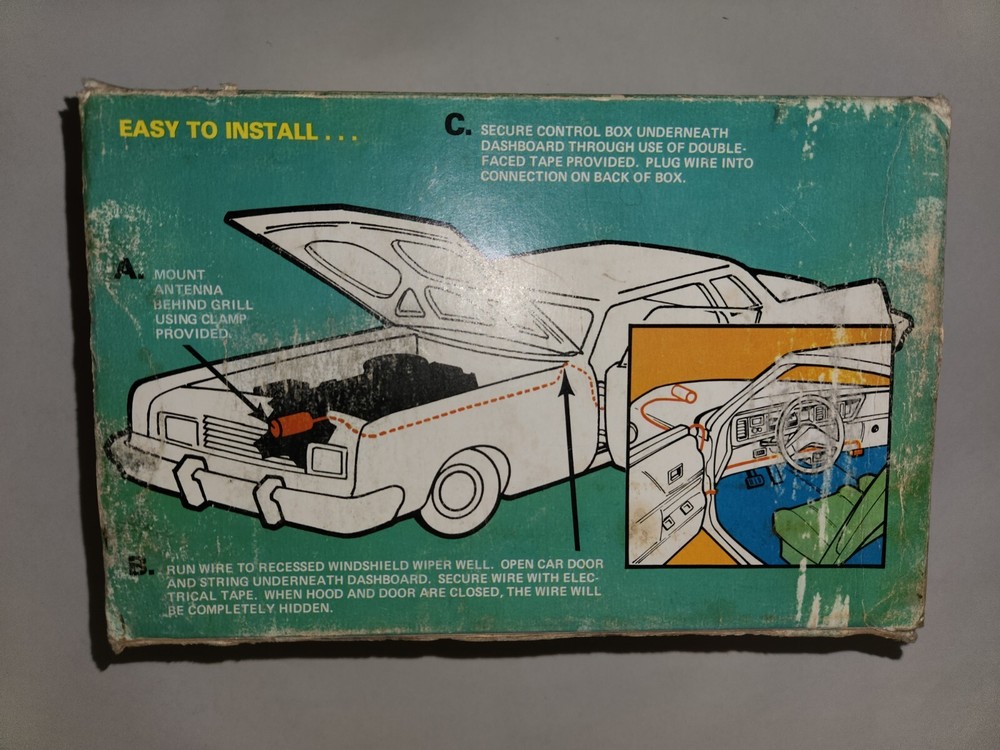 EASY TO INSTALL . . .
C. SECURE CONTROL BOX UNDERNEATH
DASHBOARD THROUGH USE OF DOUBLE-
FACED TAPE PROVIDED. PLUG WIRE INTO
CONNECTION ON BACK OF BOX.
A. MOUNT
ANTENNA
BEHIND GRILL
USING CLAMP
PROVIDED.
B. RUN WIRE TO RECESSED WINDSHIELD WIPER WELL. OPEN CAR DOOR
AND STRING UNDERNEATH DASHBOARD. SECURE WIRE WITH ELEC-
TRICAL TAPE. WHEN HOOD AND DOOR ARE CLOSED, THE WIRE WILL
BE COMPLETELY HIDDEN.